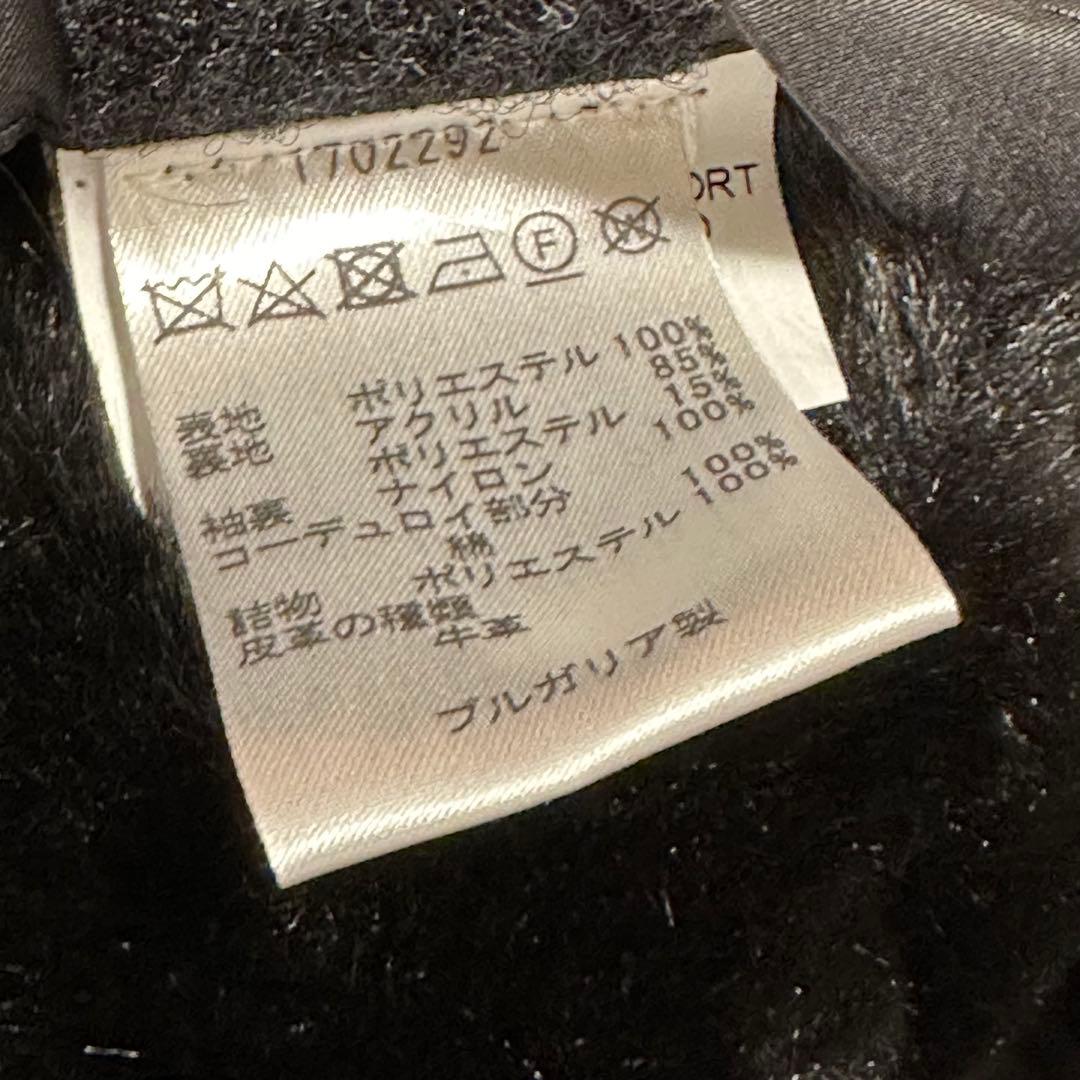 1702292
F
W
表地 ポリエステル 100%
裏地 アクリル 85%
ポリエステル 15%
袖裏 ナイロン 100%
コーデュロイ部分
綿 100%
詰物 ポリエステル 100%
皮革の種類
牛革
ブルガリア製
ORT